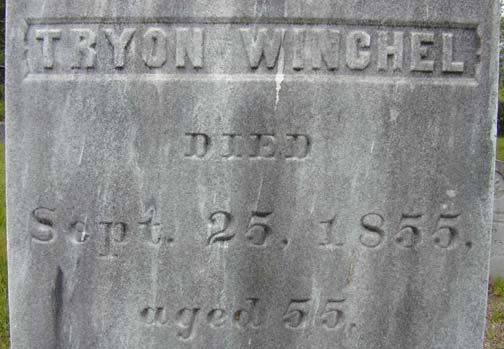 TRYON WINCHEL
DIED
Sept. 25, 1855,
aged 55.